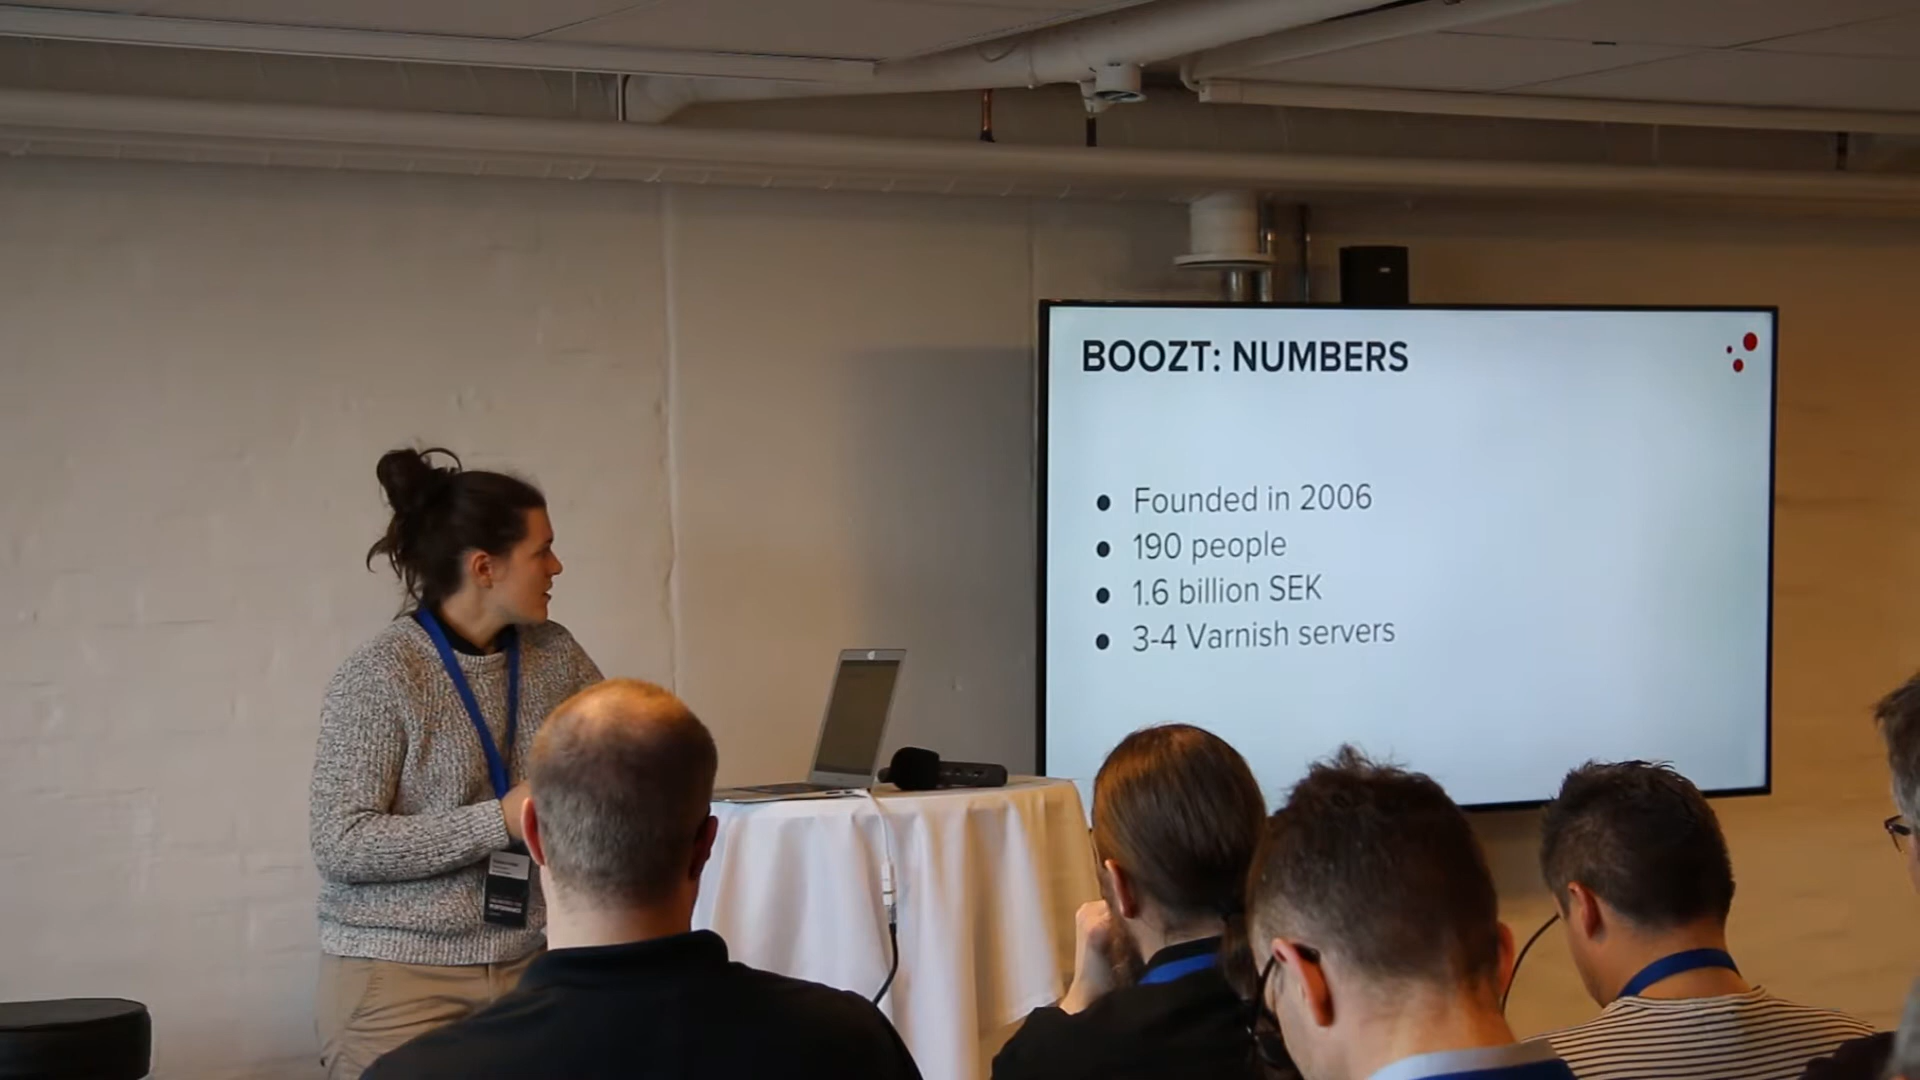 BOOZT: NUMBERS
● Founded in 2006
● 190 people
● 1.6 billion SEK
● 3-4 Varnish servers